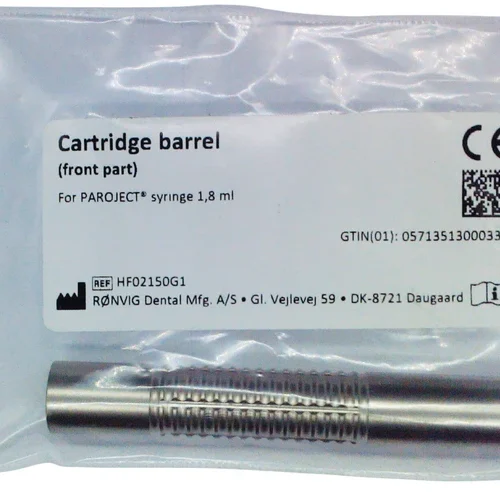 Cartridge barrel
(front part)
For PAROJECT® syringe 1,8 ml
CE
GTIN(01): 0571351300033
REF HF02150G1
RØNVIG Dental Mfg. A/S • Gl. Vejlevej 59 • DK-8721 Daugaard
i